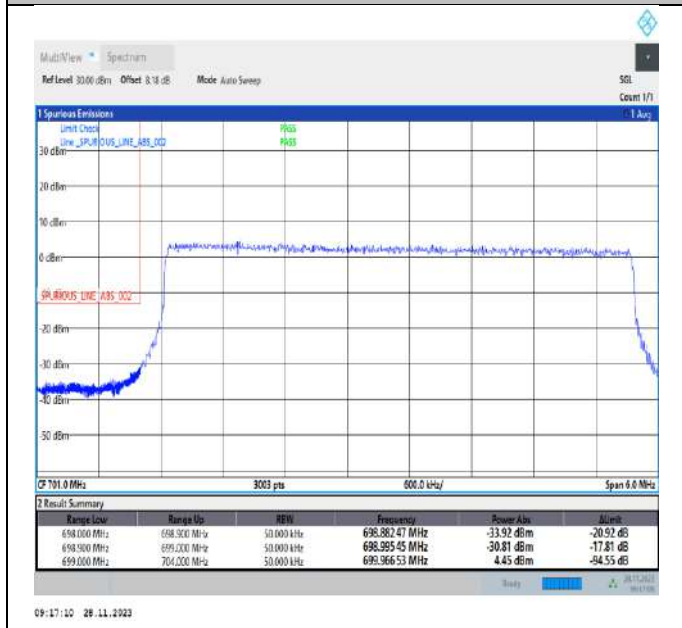 MultiView Spectrum
Ref Level 30.00 dBm Offset 8.18 dB Mode Auto Sweep SGL
Count 1/1
1 Spurious Emissions 1 Avg
Limit Check PASS
Line _SPURIOUS_LINE_ABS_002 PASS
30 dBm
20 dBm
10 dBm
0 dBm
SPURIOUS_LINE_ABS_002
-20 dBm
-30 dBm
-40 dBm
-50 dBm
CF 701.0 MHz 3003 pts 600.0 kHz/ Span 6.0 MHz
2 Result Summary
Range Low Range Up RBW Frequency Power Abs ΔLimit
698.000 MHz 698.900 MHz 50.000 kHz 698.88247 MHz -33.92 dBm -20.92 dB
698.900 MHz 699.000 MHz 50.000 kHz 698.99545 MHz -30.81 dBm -17.81 dB
699.000 MHz 704.000 MHz 50.000 kHz 699.96653 MHz 4.45 dBm -94.55 dB
Ready 28.11.2023
09:17:10 28.11.2023